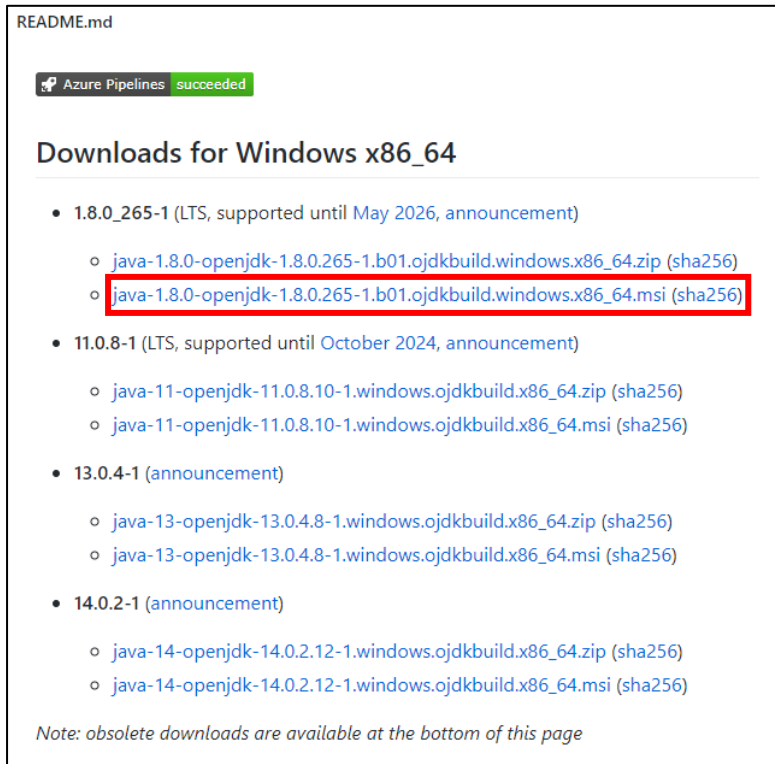 README.md
Azure Pipelines succeeded
Downloads for Windows x86_64
• 1.8.0_265-1 (LTS, supported until May 2026, announcement)
○ java-1.8.0-openjdk-1.8.0.265-1.b01.ojdkbuild.windows.x86_64.zip (sha256)
○ java-1.8.0-openjdk-1.8.0.265-1.b01.ojdkbuild.windows.x86_64.msi (sha256)
• 11.0.8-1 (LTS, supported until October 2024, announcement)
○ java-11-openjdk-11.0.8.10-1.windows.ojdkbuild.x86_64.zip (sha256)
○ java-11-openjdk-11.0.8.10-1.windows.ojdkbuild.x86_64.msi (sha256)
• 13.0.4-1 (announcement)
○ java-13-openjdk-13.0.4.8-1.windows.ojdkbuild.x86_64.zip (sha256)
○ java-13-openjdk-13.0.4.8-1.windows.ojdkbuild.x86_64.msi (sha256)
• 14.0.2-1 (announcement)
○ java-14-openjdk-14.0.2.12-1.windows.ojdkbuild.x86_64.zip (sha256)
○ java-14-openjdk-14.0.2.12-1.windows.ojdkbuild.x86_64.msi (sha256)
Note: obsolete downloads are available at the bottom of this page